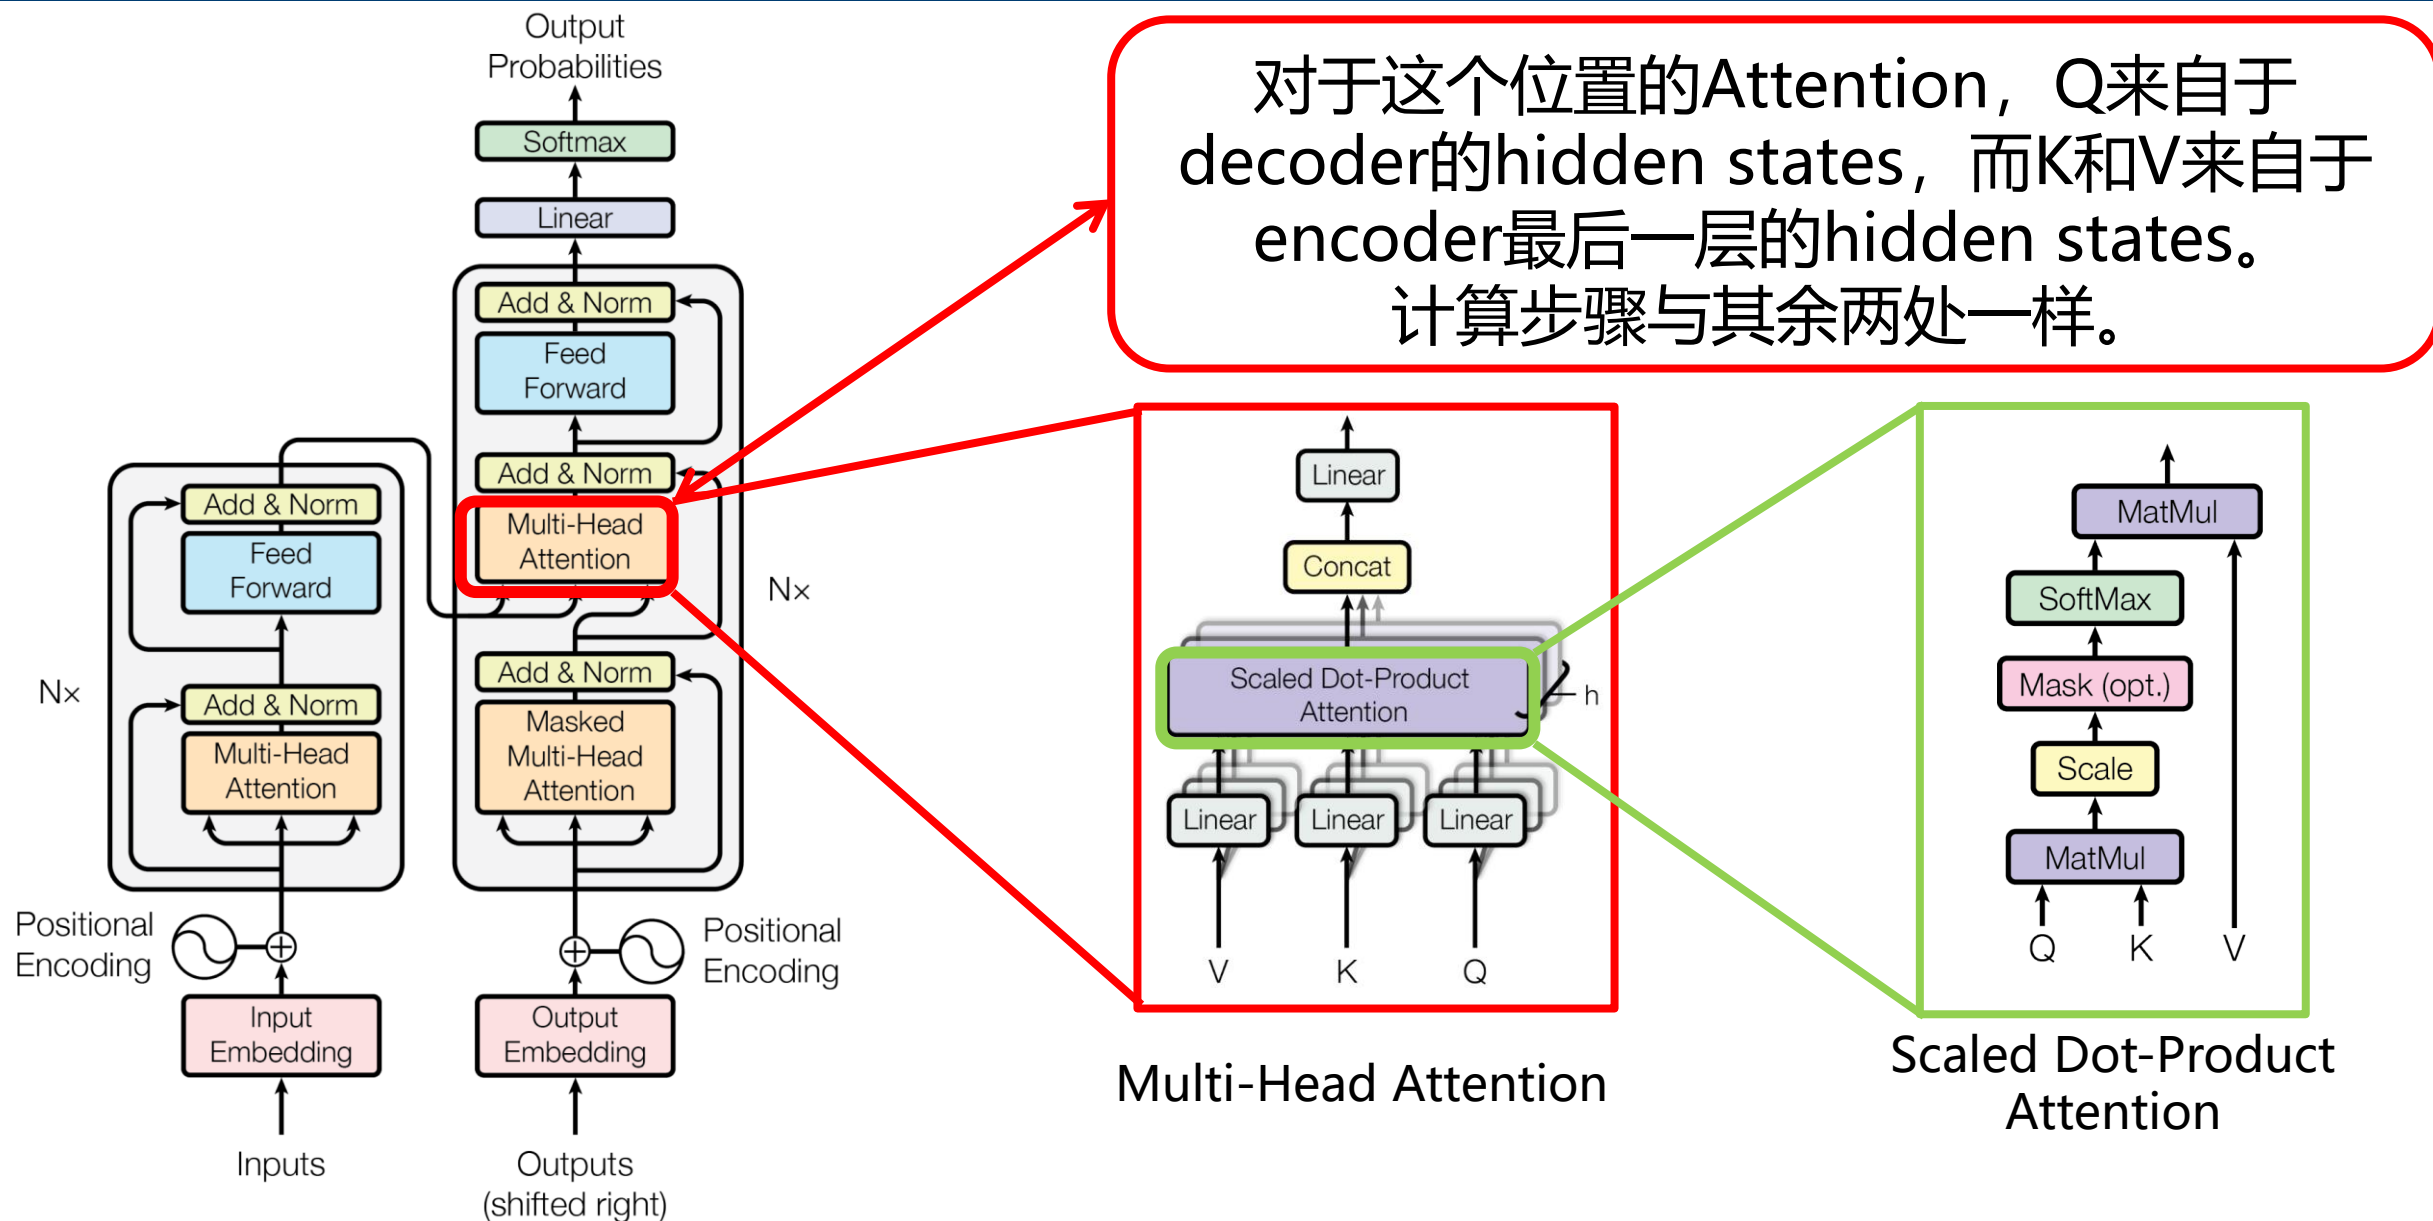 Output
Probabilities
Softmax
Linear
Add & Norm
Feed
Forward
Add & Norm
Multi-Head
Attention
N×
Add & Norm
Masked
Multi-Head
Attention
Positional
Encoding
Output
Embedding
Outputs
(shifted right)
Add & Norm
Feed
Forward
N×
Add & Norm
Multi-Head
Attention
Positional
Encoding
Input
Embedding
Inputs
对于这个位置的Attention，Q来自于
decoder的hidden states，而K和V来自于
encoder最后一层的hidden states。
计算步骤与其余两处一样。
Linear
Concat
Scaled Dot-Product
Attention
h
Linear
Linear
Linear
V
K
Q
Multi-Head Attention
MatMul
SoftMax
Mask (opt.)
Scale
MatMul
Q
K
V
Scaled Dot-Product
Attention